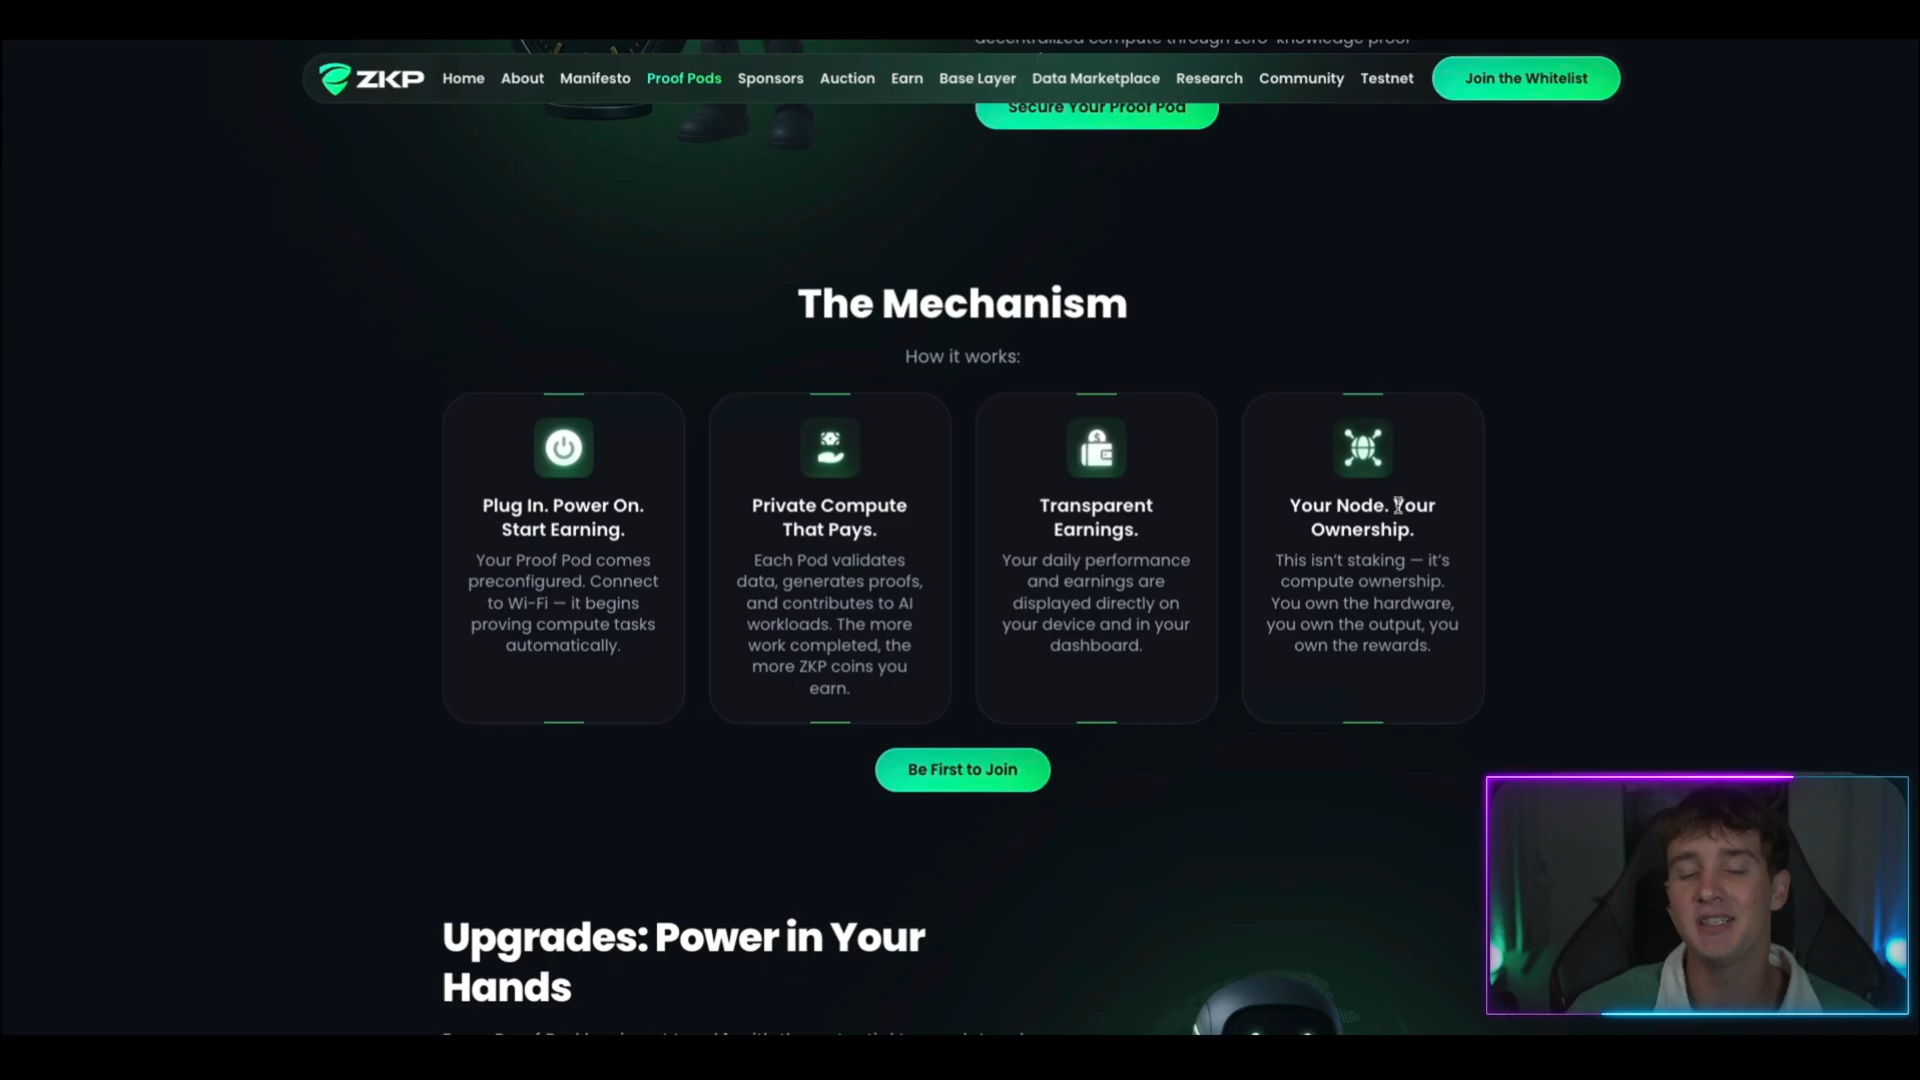 decentralized compute through zero-knowledge proof
ZKP Home About Manifesto Proof Pods Sponsors Auction Earn Base Layer Data Marketplace Research Community Testnet Join the Whitelist
Secure Your Proof Pod
The Mechanism
How it works:
Plug In. Power On.
Start Earning.
Your Proof Pod comes
preconfigured. Connect
to Wi-Fi — it begins
proving compute tasks
automatically.
Private Compute
That Pays.
Each Pod validates
data, generates proofs,
and contributes to AI
workloads. The more
work completed, the
more ZKP coins you
earn.
Transparent
Earnings.
Your daily performance
and earnings are
displayed directly on
your device and in your
dashboard.
Your Node. Your
Ownership.
This isn't staking — it's
compute ownership.
You own the hardware,
you own the output, you
own the rewards.
Be First to Join
Upgrades: Power in Your
Hands